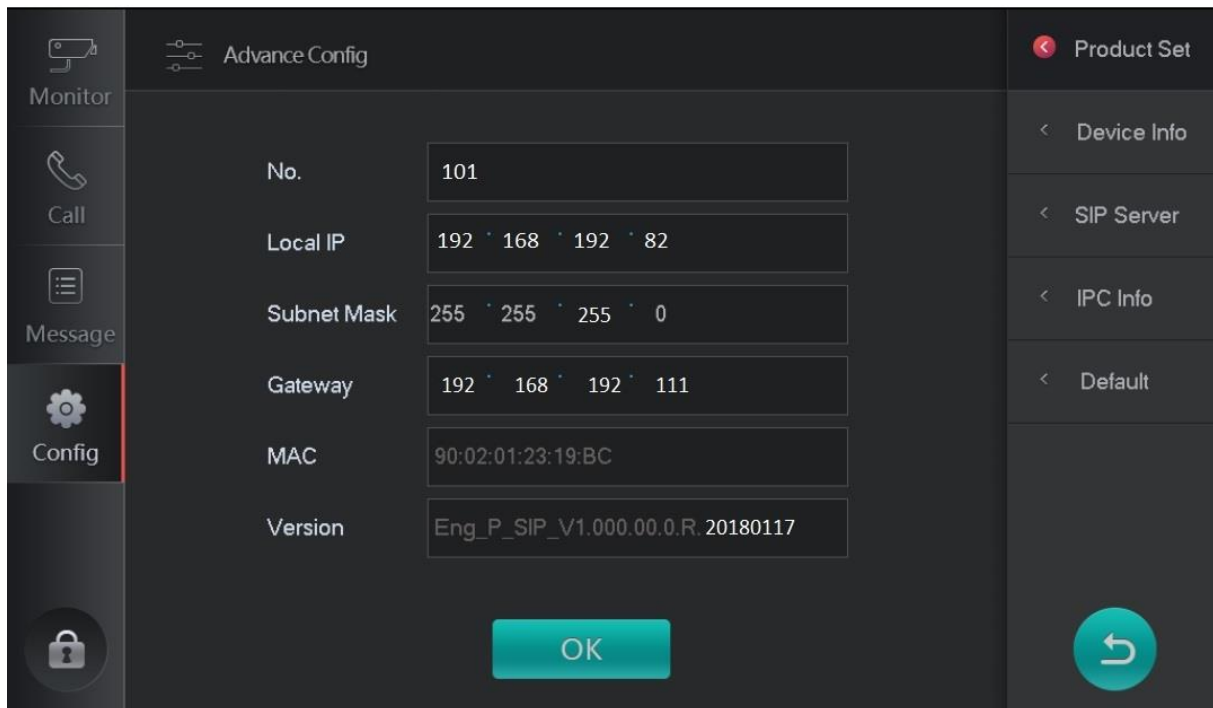 Monitor
Call
Message
Config
Advance Config
No. 101
Local IP 192 . 168 . 192 . 82
Subnet Mask 255 . 255 . 255 . 0
Gateway 192 . 168 . 192 . 111
MAC 90:02:01:23:19:BC
Version Eng_P_SIP_V1.000.00.0.R.20180117
OK
Product Set
Device Info
SIP Server
IPC Info
Default